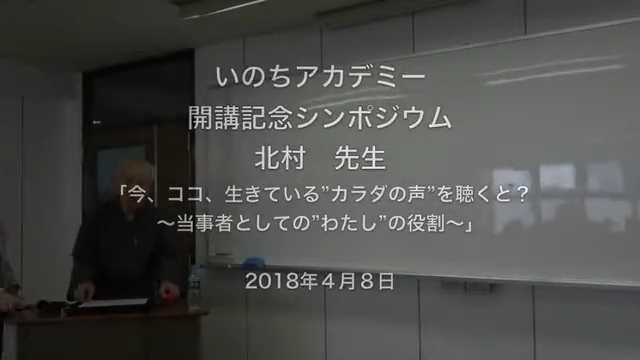 いのちアカデミー
開講記念シンポジウム
北村　先生
「今、ココ、生きている”カラダの声”を聴くと？
～当事者としての”わたし”の役割～」
2018年4月8日